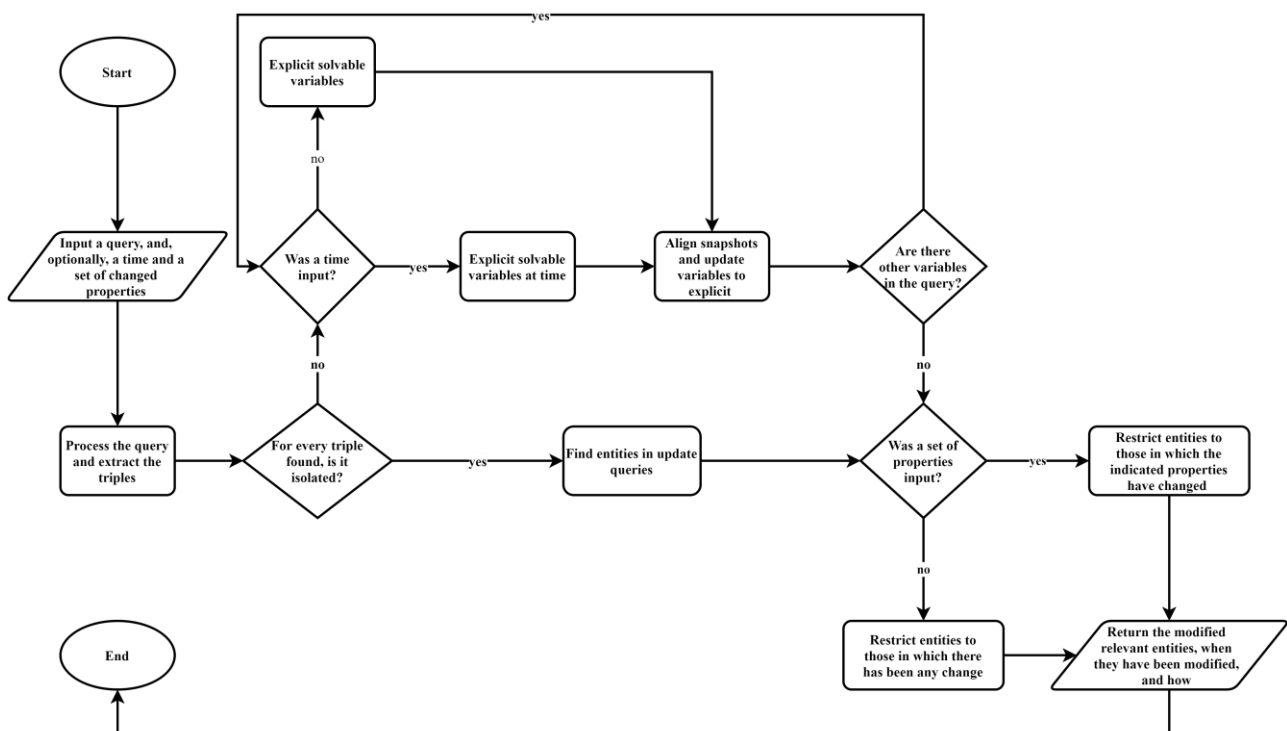 yes
Start
Explicit solvable
variables
no
Input a query, and,
optionally, a time and a
set of changed
properties
Was a time
input?
yes
Explicit solvable
variables at time
Align snapshots
and update
variables to
explicit
Are there
other variables
in the query?
no
no
Process the query
and extract the
triples
For every triple
found, is it
isolated?
yes
Find entities in update
queries
Was a set of
properties
input?
yes
Restrict entities to
those in which the
indicated properties
have changed
no
End
Restrict entities to
those in which there
has been any change
Return the modified
relevant entities, when
they have been modified,
and how